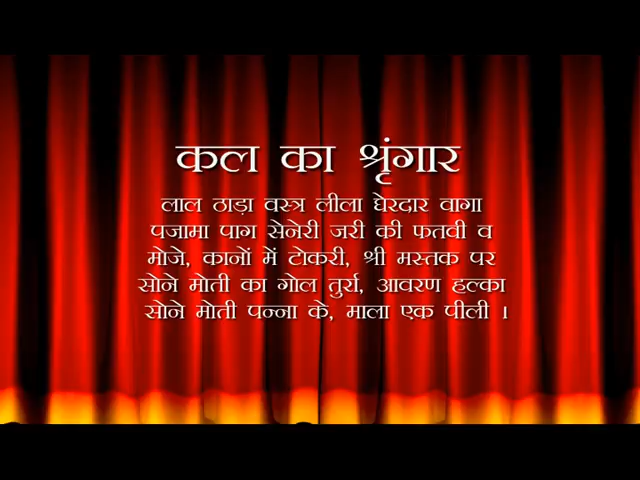 कल का श्रृंगार
लाल ठाड़ा वस्त्र लीला घेरदार वागा
पजामा पाग सेनेरी जरी की फतवी व
मोजे, कानों में टोकरी, श्री मस्तक पर
सोने मोती का गोल तुर्रा, आवरण हल्का
सोने मोती पन्ना के, माला एक पीली ।